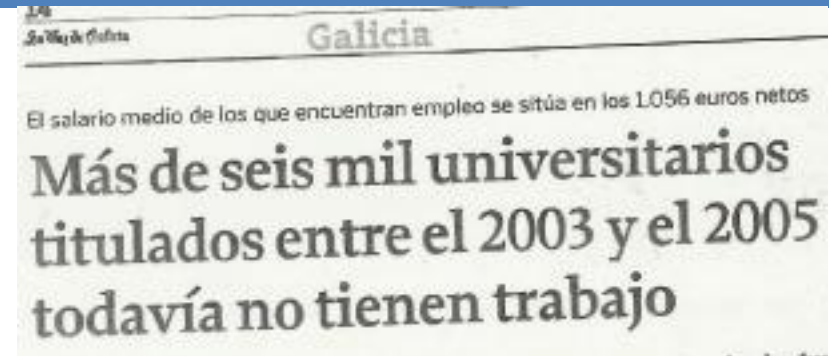 14
La Voz de Galicia
Galicia
El salario medio de los que encuentran empleo se sitúa en los 1.056 euros netos
Más de seis mil universitarios
titulados entre el 2003 y el 2005
todavía no tienen trabajo